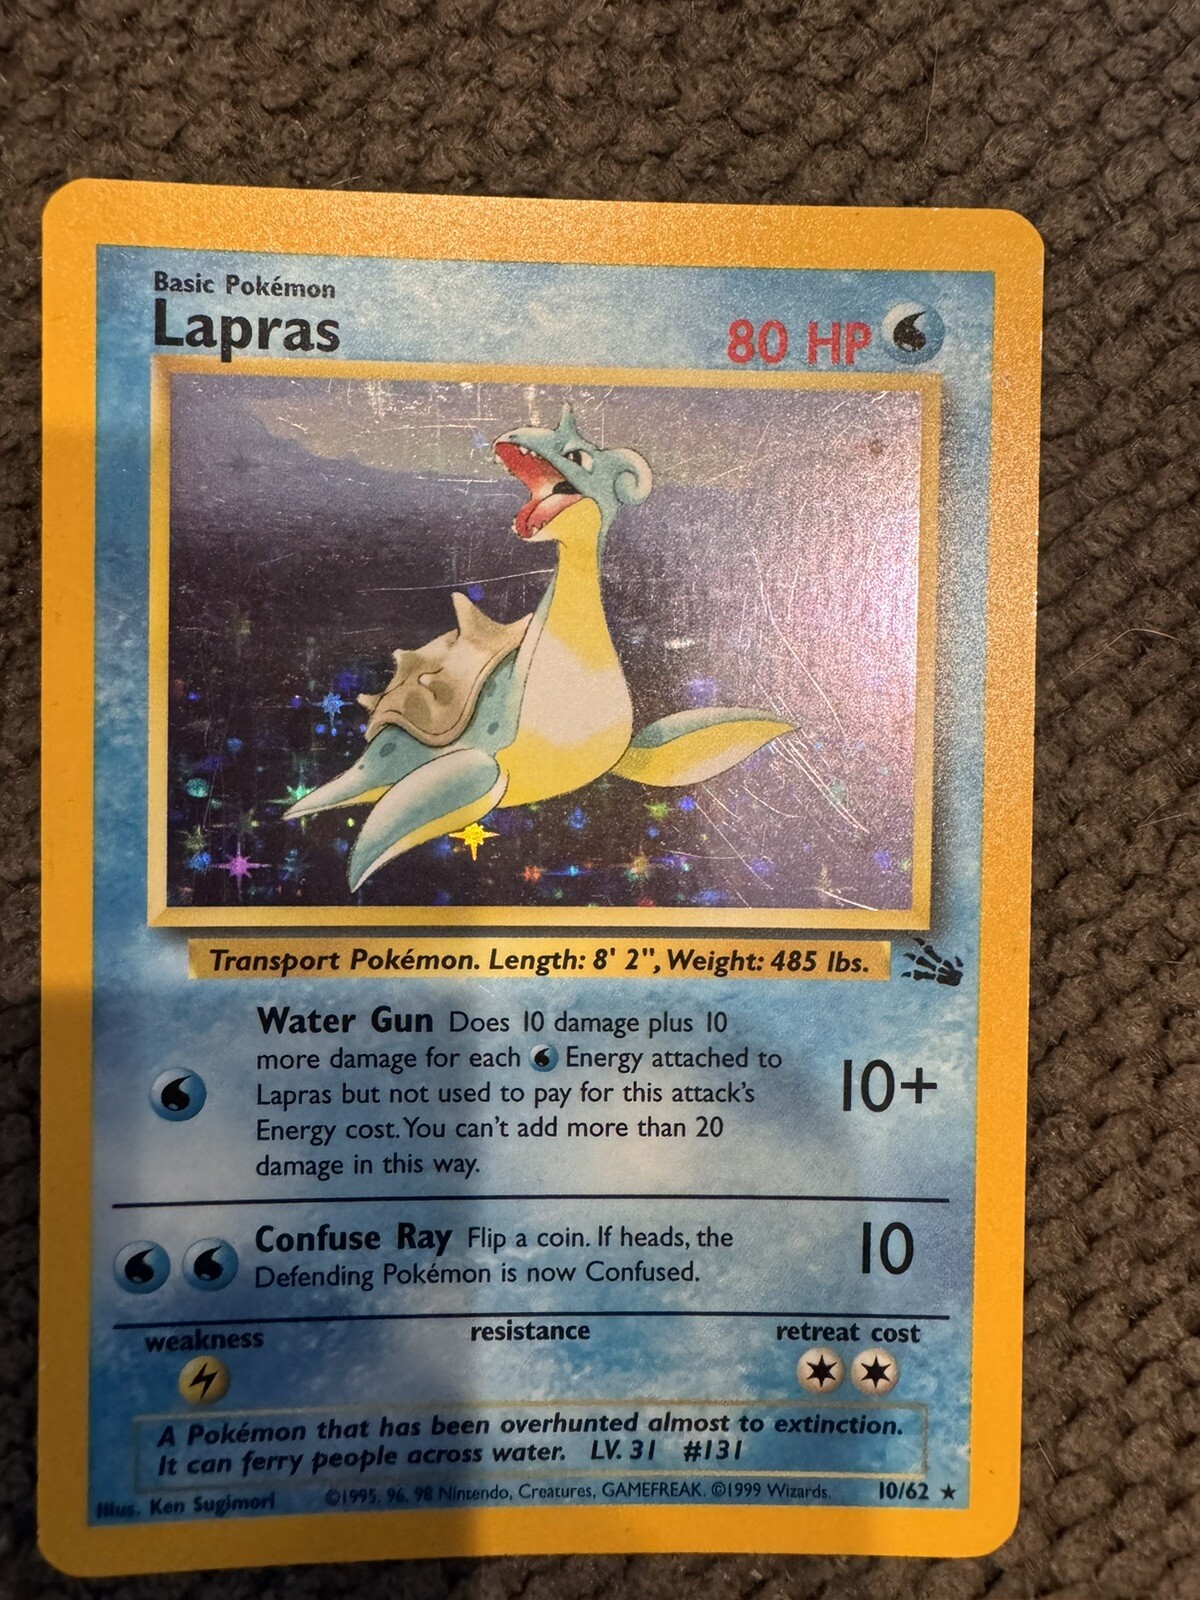 Basic Pokémon
Lapras
80 HP
Transport Pokémon. Length: 8' 2", Weight: 485 lbs.
Water Gun Does 10 damage plus 10
more damage for each Energy attached to
Lapras but not used to pay for this attack's
Energy cost. You can't add more than 20
damage in this way.
10+
Confuse Ray Flip a coin. If heads, the
Defending Pokémon is now Confused.
10
weakness
resistance
retreat cost
A Pokémon that has been overhunted almost to extinction.
It can ferry people across water. LV. 31 #131
Illus. Ken Sugimori
©1995, 96, 98 Nintendo, Creatures, GAMEFREAK. ©1999 Wizards.
10/62 ★